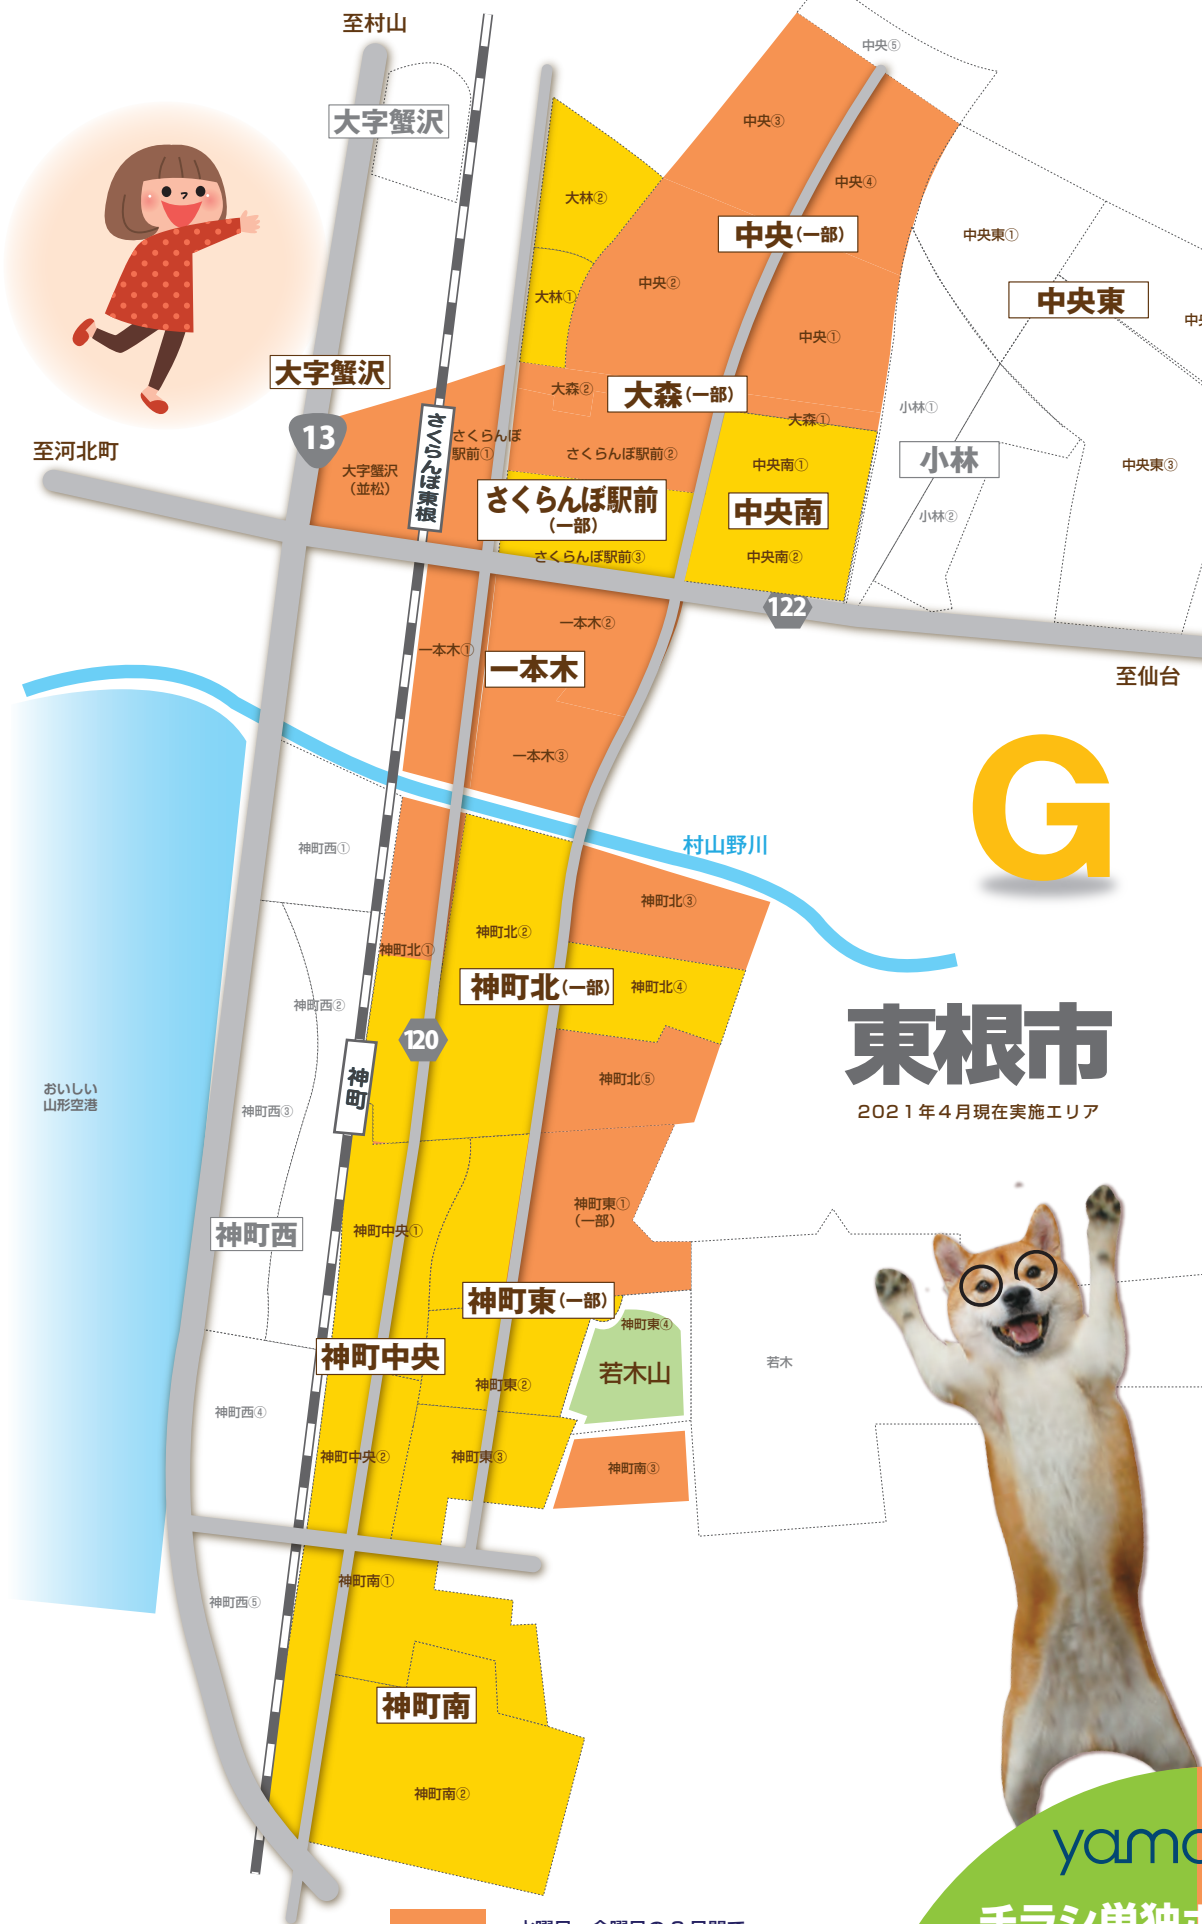 至村山
中央⑤
大字蟹沢
中央③
中央④
大林②
中央(一部)
中央東①
中央②
大林①
中央東
中央①
大字蟹沢
大森②
大森(一部)
大森①
小林①
13
さくらんぼ東根
さくらんぼ
駅前①
至河北町
さくらんぼ駅前②
小林
中央南①
中央東③
大字蟹沢
(並松)
さくらんぼ駅前
(一部)
中央南
小林②
さくらんぼ駅前③
中央南②
122
一本木②
一本木①
一本木
至仙台
一本木③
G
村山野川
神町西①
神町北③
神町北②
神町北①
神町北(一部)
神町北④
神町西②
東根市
120
神町
神町北⑤
おいしい
山形空港
神町西③
2021年4月現在実施エリア
神町東①
(一部)
神町西
神町中央①
神町東(一部)
神町東④
神町中央
若木山
若木
神町東②
神町西④
神町中央②
神町東③
神町南③
神町南①
神町西⑤
神町南
神町南②